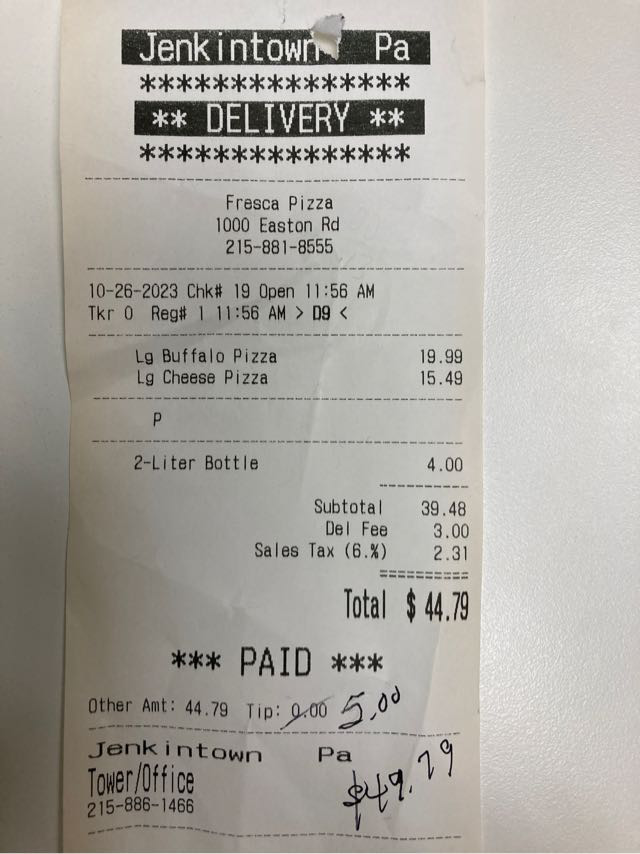 Jenkintown Pa
***************
** DELIVERY **
***************
Fresca Pizza
1000 Easton Rd
215-881-8555
10-26-2023 Chk# 19 Open 11:56 AM
Tkr 0 Reg# 1 11:56 AM > D9 <
Lg Buffalo Pizza 19.99
Lg Cheese Pizza 15.49
P
2-Liter Bottle 4.00
Subtotal 39.48
Del Fee 3.00
Sales Tax (6.%) 2.31
Total $ 44.79
*** PAID ***
Other Amt: 44.79 Tip: 0.00 5.00
Jenkintown Pa
Tower/Office $49.79
215-886-1466